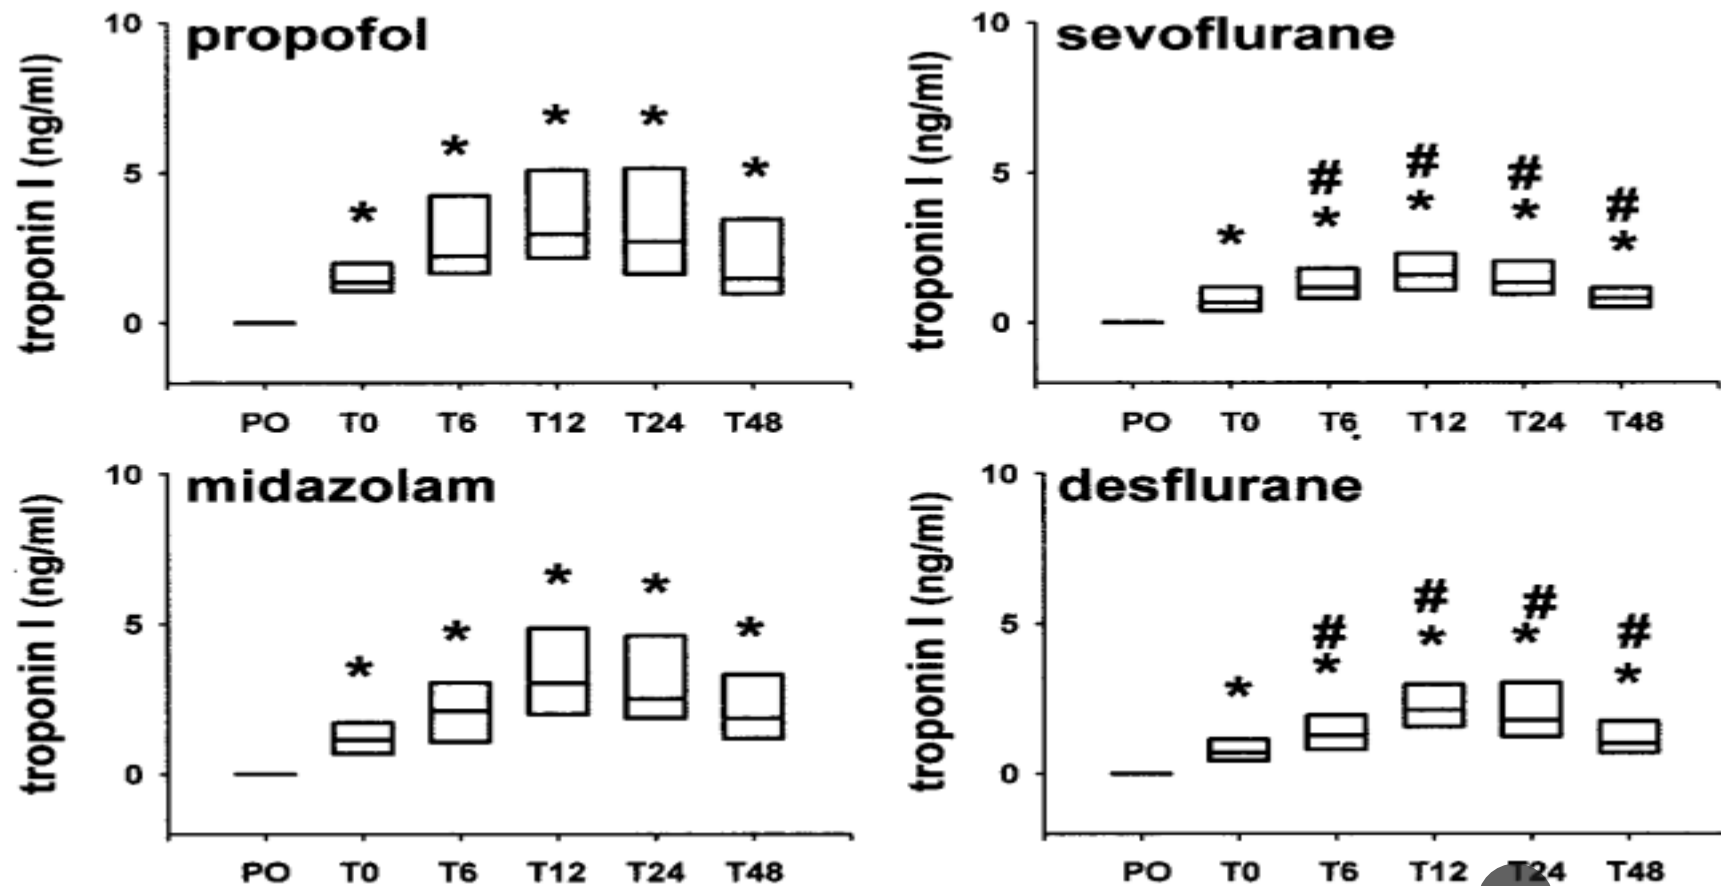 propofol
troponin I (ng/ml)
10
5
0
* * * * *
PO T0 T6 T12 T24 T48
sevoflurane
troponin I (ng/ml)
10
5
0
# # # #
* * * * *
PO T0 T6 T12 T24 T48
midazolam
troponin I (ng/ml)
10
5
0
* * * * *
PO T0 T6 T12 T24 T48
desflurane
troponin I (ng/ml)
10
5
0
# # # #
* * * * *
PO T0 T6 T12 T24 T48